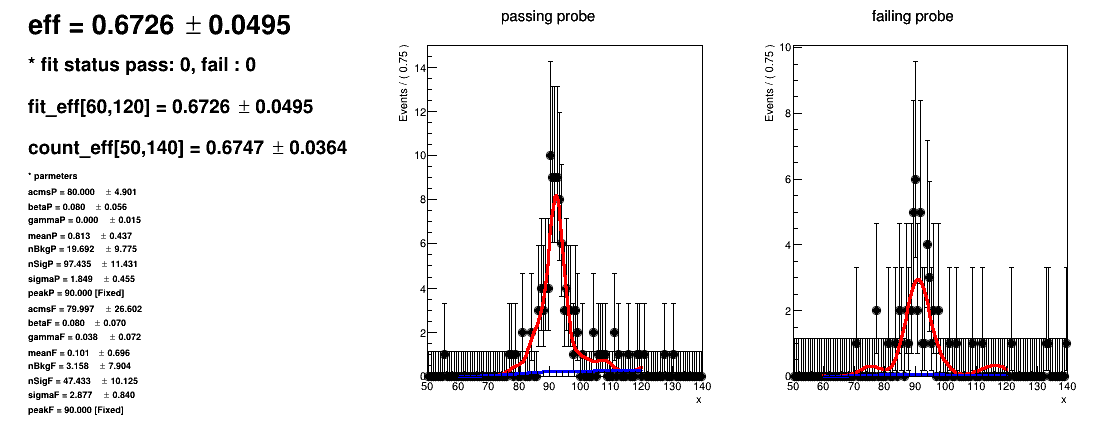 eff = 0.6726 ± 0.0495
* fit status pass: 0, fail : 0
fit_eff[60,120] = 0.6726 ± 0.0495
count_eff[50,140] = 0.6747 ± 0.0364
* parmeters
acmsP = 80.000 ± 4.901
betaP = 0.080 ± 0.056
gammaP = 0.000 ± 0.015
meanP = 0.813 ± 0.437
nBkgP = 19.692 ± 9.775
nSigP = 97.435 ± 11.431
sigmaP = 1.849 ± 0.455
peakP = 90.000 [Fixed]
acmsF = 79.997 ± 26.602
betaF = 0.080 ± 0.070
gammaF = 0.038 ± 0.072
meanF = 0.101 ± 0.696
nBkgF = 3.158 ± 7.904
nSigF = 47.433 ± 10.125
sigmaF = 2.877 ± 0.840
peakF = 90.000 [Fixed]
passing probe
Events / ( 0.75 )
14
12
10
8
6
4
2
0
50 60 70 80 90 100 110 120 130 140
x
failing probe
Events / ( 0.75 )
10
8
6
4
2
0
50 60 70 80 90 100 110 120 130 140
x